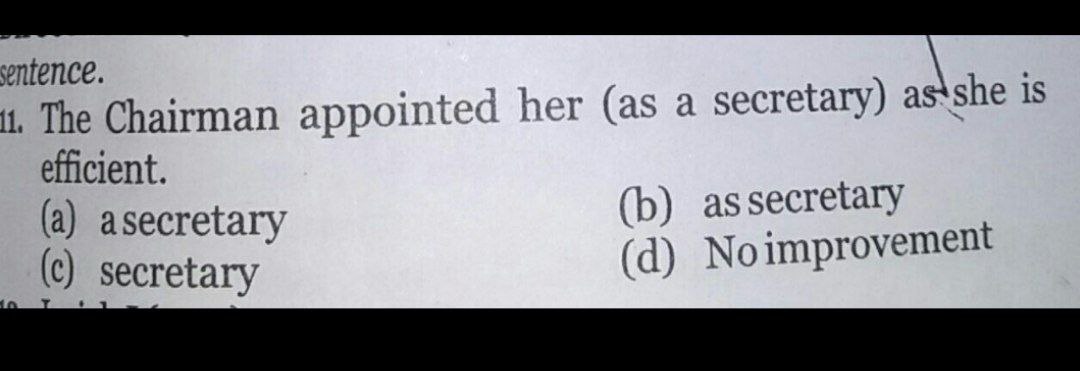 sentence.
11. The Chairman appointed her (as a secretary) as she is
efficient.
(a) a secretary
(b) as secretary
(c) secretary
(d) No improvement